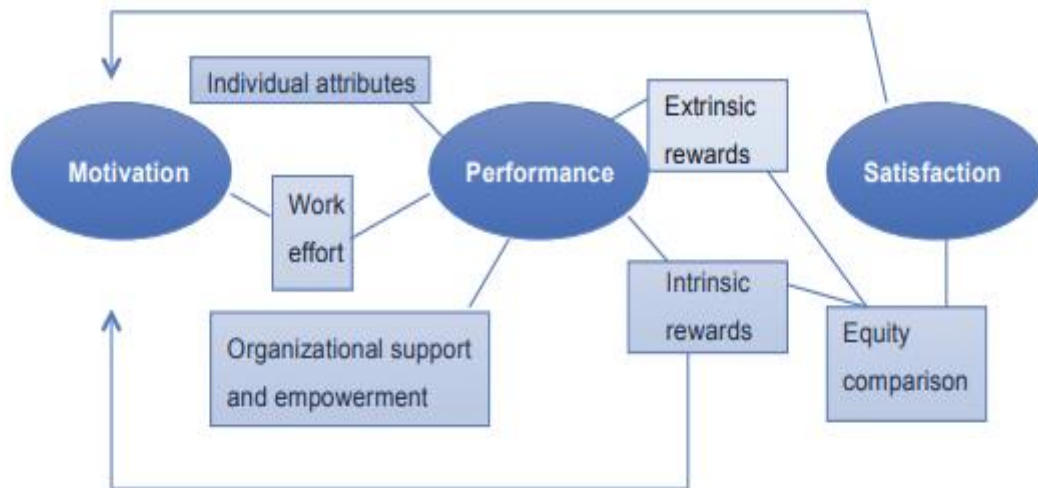 Individual attributes
Motivation
Work
effort
Performance
Organizational support
and empowerment
Extrinsic
rewards
Intrinsic
rewards
Satisfaction
Equity
comparison